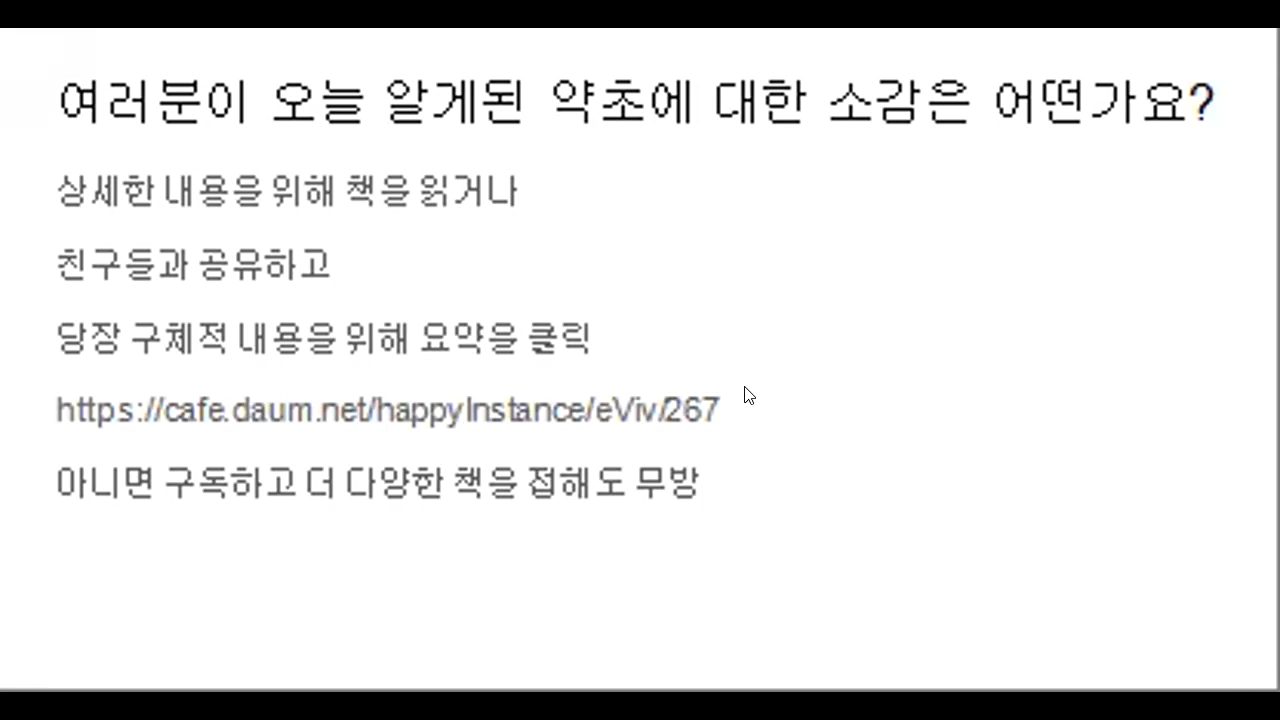 여러분이 오늘 알게된 약초에 대한 소감은 어떤가요?
상세한 내용을 위해 책을 읽거나
친구들과 공유하고
당장 구체적 내용을 위해 요약을 클릭
https://cafe.daum.net/happyInstance/eViv/267
아니면 구독하고 더 다양한 책을 접해도 무방